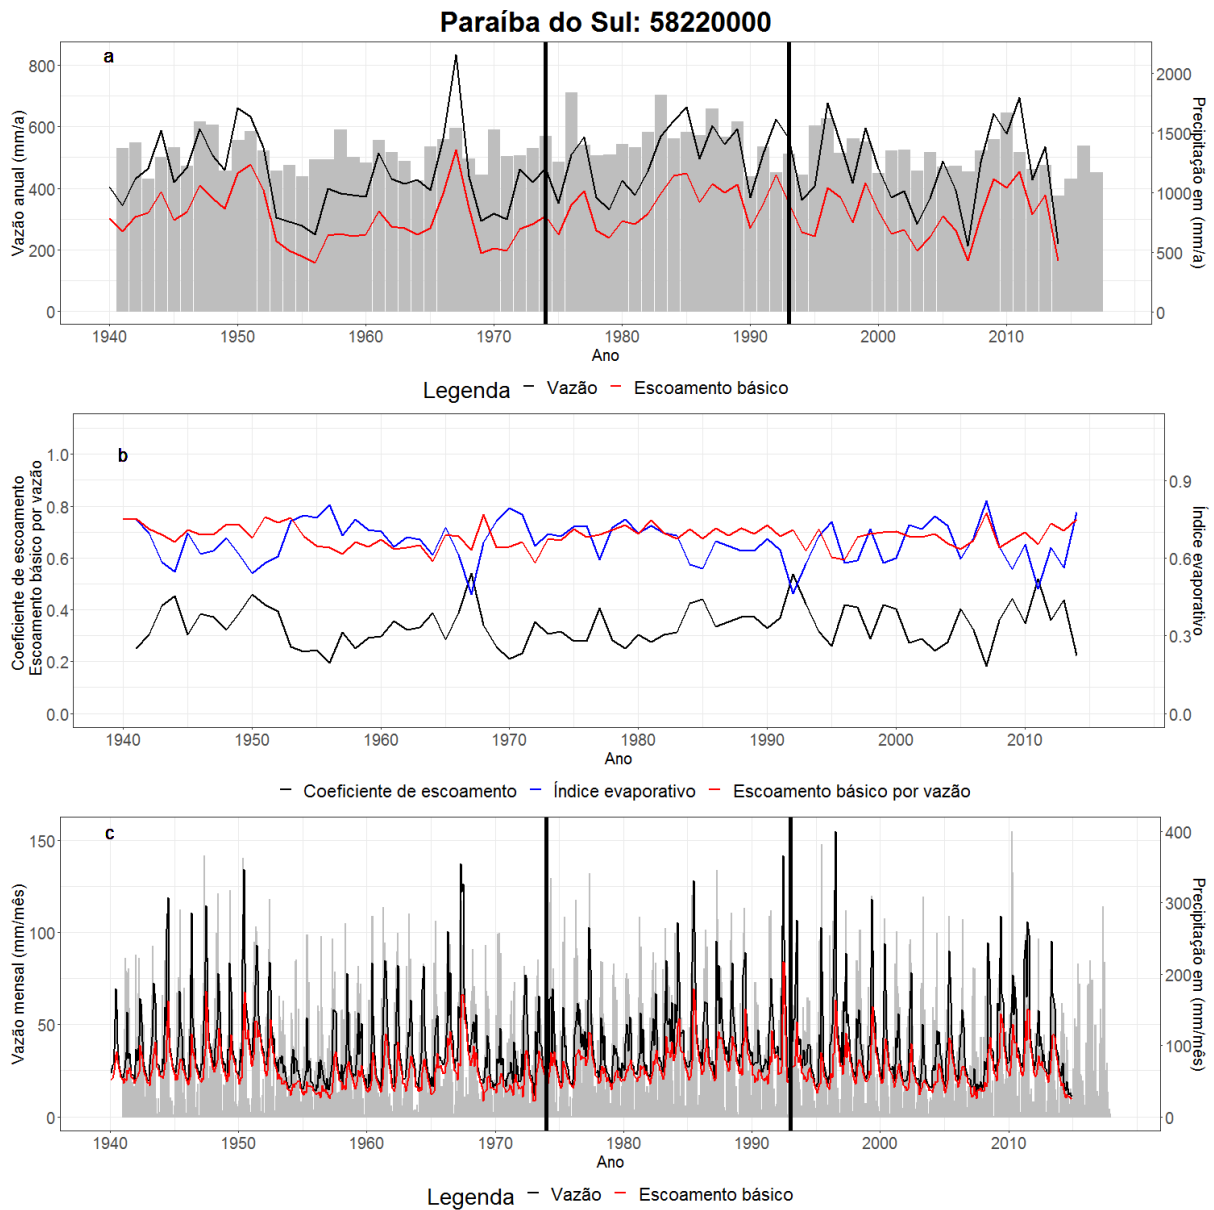 Paraíba do Sul: 58220000
a
Vazão anual (mm/a)
800
600
400
200
0
2000
1500
1000
500
0
Precipitação em (mm/a)
1940 1950 1960 1970 1980 1990 2000 2010
Ano
Legenda Vazão Escoamento básico
b
Coeficiente de escoamento
Escoamento básico por vazão
1.0
0.8
0.6
0.4
0.2
0.0
0.9
0.6
0.3
0.0
Índice evaporativo
1940 1950 1960 1970 1980 1990 2000 2010
Ano
Coeficiente de escoamento Índice evaporativo Escoamento básico por vazão
c
Vazão mensal (mm/mês)
150
100
50
0
400
300
200
100
0
Precipitação em (mm/mês)
1940 1950 1960 1970 1980 1990 2000 2010
Ano
Legenda Vazão Escoamento básico